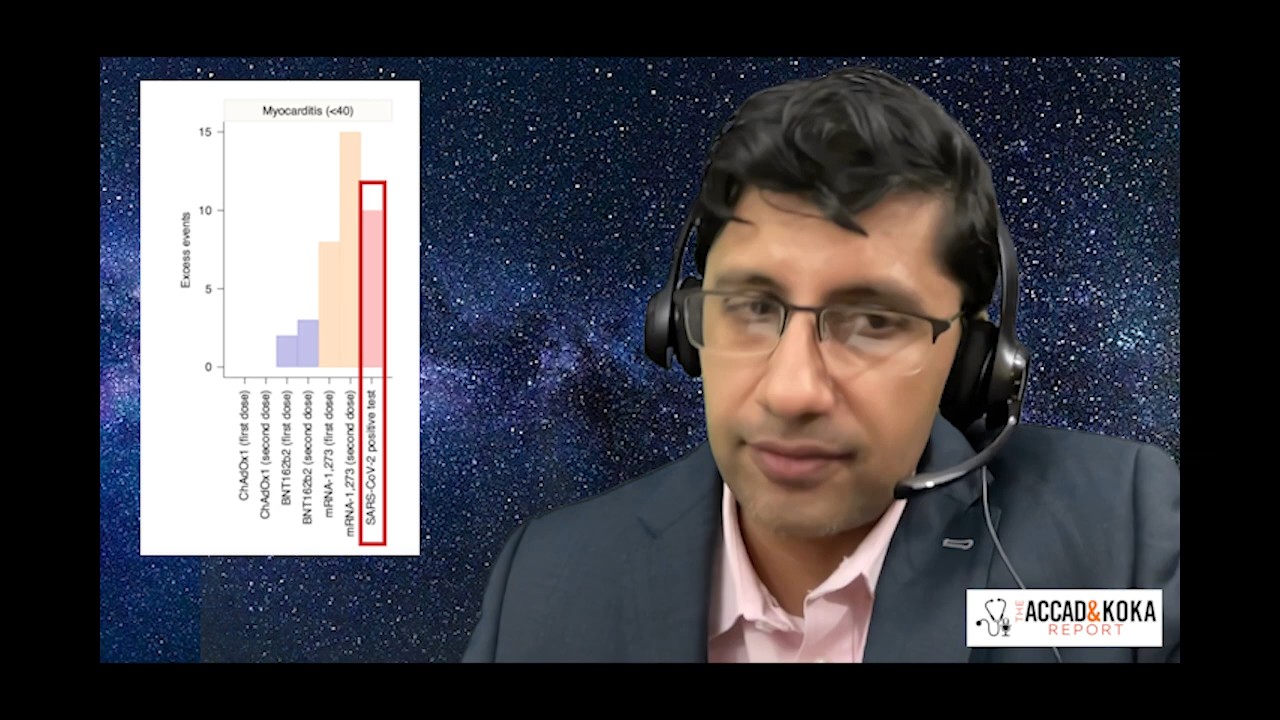 Myocarditis (<40)
15
10
5
0
Excess events
ChAdOx1 (first dose)
ChAdOx1 (second dose)
BNT162b2 (first dose)
BNT162b2 (second dose)
mRNA-1,273 (first dose)
mRNA-1,273 (second dose)
SARS-CoV-2 positive test
THE
ACCAD&KOKA
REPORT